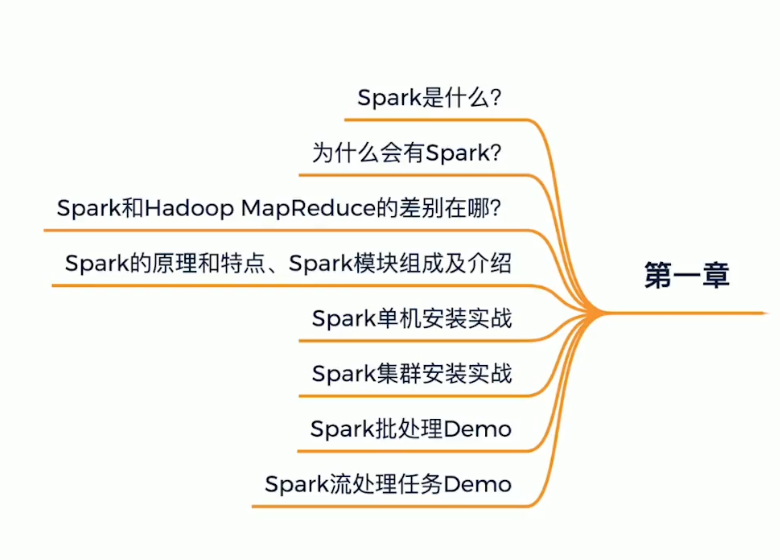 Spark是什么?
为什么会有Spark?
Spark和Hadoop MapReduce的差别在哪?
Spark的原理和特点、Spark模块组成及介绍
第一章
Spark单机安装实战
Spark集群安装实战
Spark批处理Demo
Spark流处理任务Demo